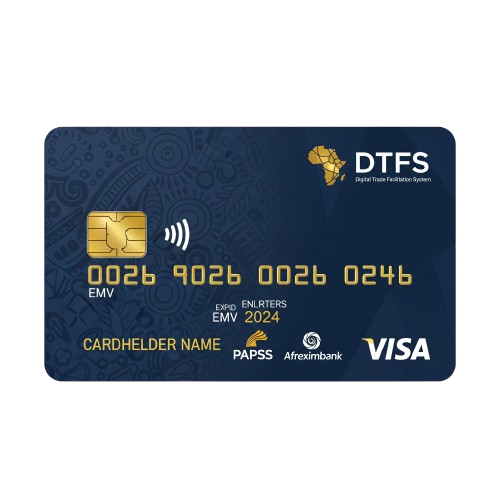 DTFS
Digital Trade Facilitation System
0026 9026 0026 0246
EMV
EXPID ENLRTERS
EMV 2024
CARDHELDER NAME
PAPSS
Afreximbank
VISA